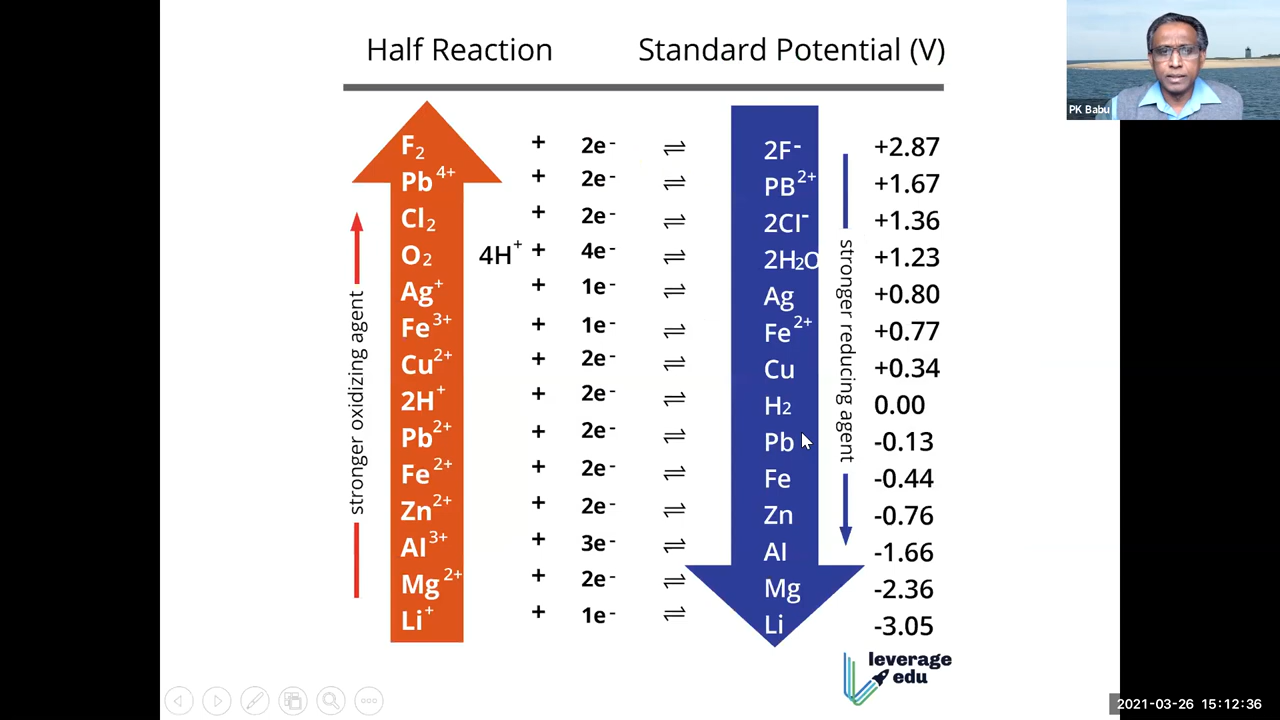 Half Reaction Standard Potential (V)
PK Babu
F2 + 2e- ⇌ 2F- +2.87
Pb4+ + 2e- ⇌ PB2+ +1.67
Cl2 + 2e- ⇌ 2Cl- +1.36
O2 4H+ + 4e- ⇌ 2H2O +1.23
Ag+ + 1e- ⇌ Ag +0.80
Fe3+ + 1e- ⇌ Fe2+ +0.77
Cu2+ + 2e- ⇌ Cu +0.34
2H+ + 2e- ⇌ H2 0.00
Pb2+ + 2e- ⇌ Pb -0.13
Fe2+ + 2e- ⇌ Fe -0.44
Zn2+ + 2e- ⇌ Zn -0.76
Al3+ + 3e- ⇌ Al -1.66
Mg2+ + 2e- ⇌ Mg -2.36
Li+ + 1e- ⇌ Li -3.05
stronger oxidizing agent
stronger reducing agent
leverage
edu
2021-03-26 15:12:36